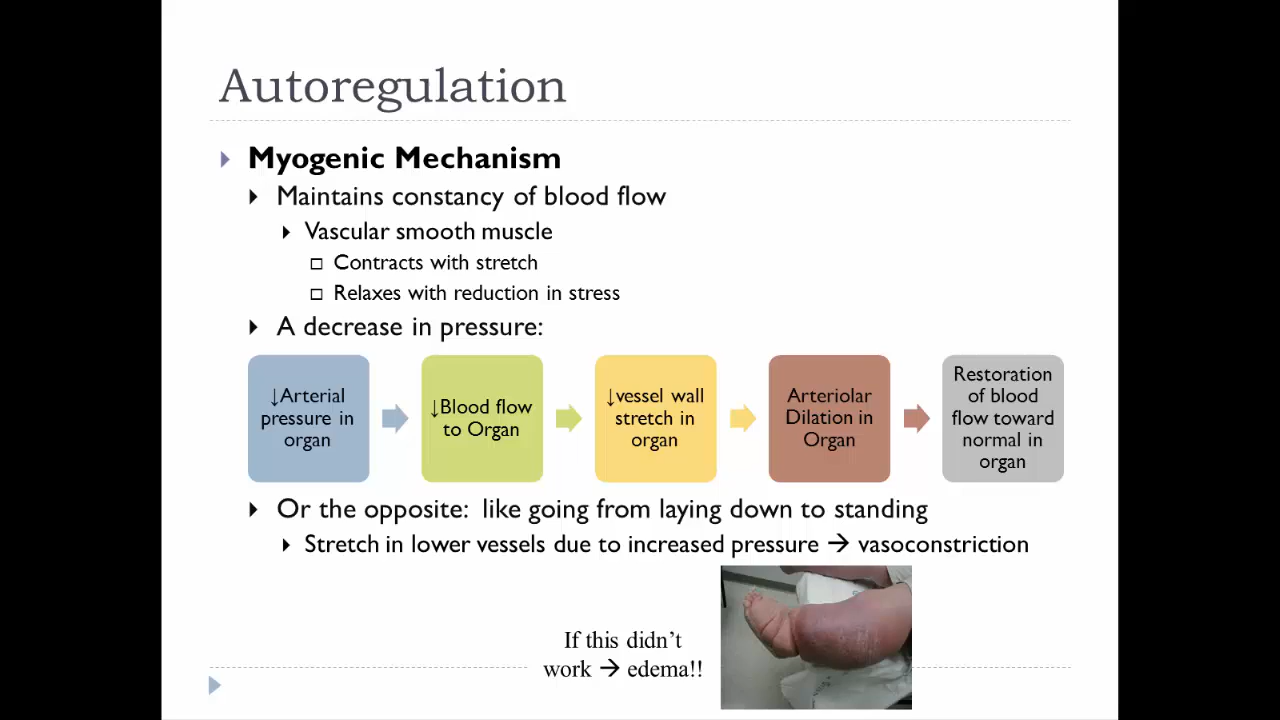 Autoregulation
Myogenic Mechanism
Maintains constancy of blood flow
Vascular smooth muscle
Contracts with stretch
Relaxes with reduction in stress
A decrease in pressure:
↓Arterial
pressure in
organ
↓Blood flow
to Organ
↓vessel wall
stretch in
organ
Arteriolar
Dilation in
Organ
Restoration
of blood
flow toward
normal in
organ
Or the opposite: like going from laying down to standing
Stretch in lower vessels due to increased pressure → vasoconstriction
If this didn't
work → edema!!